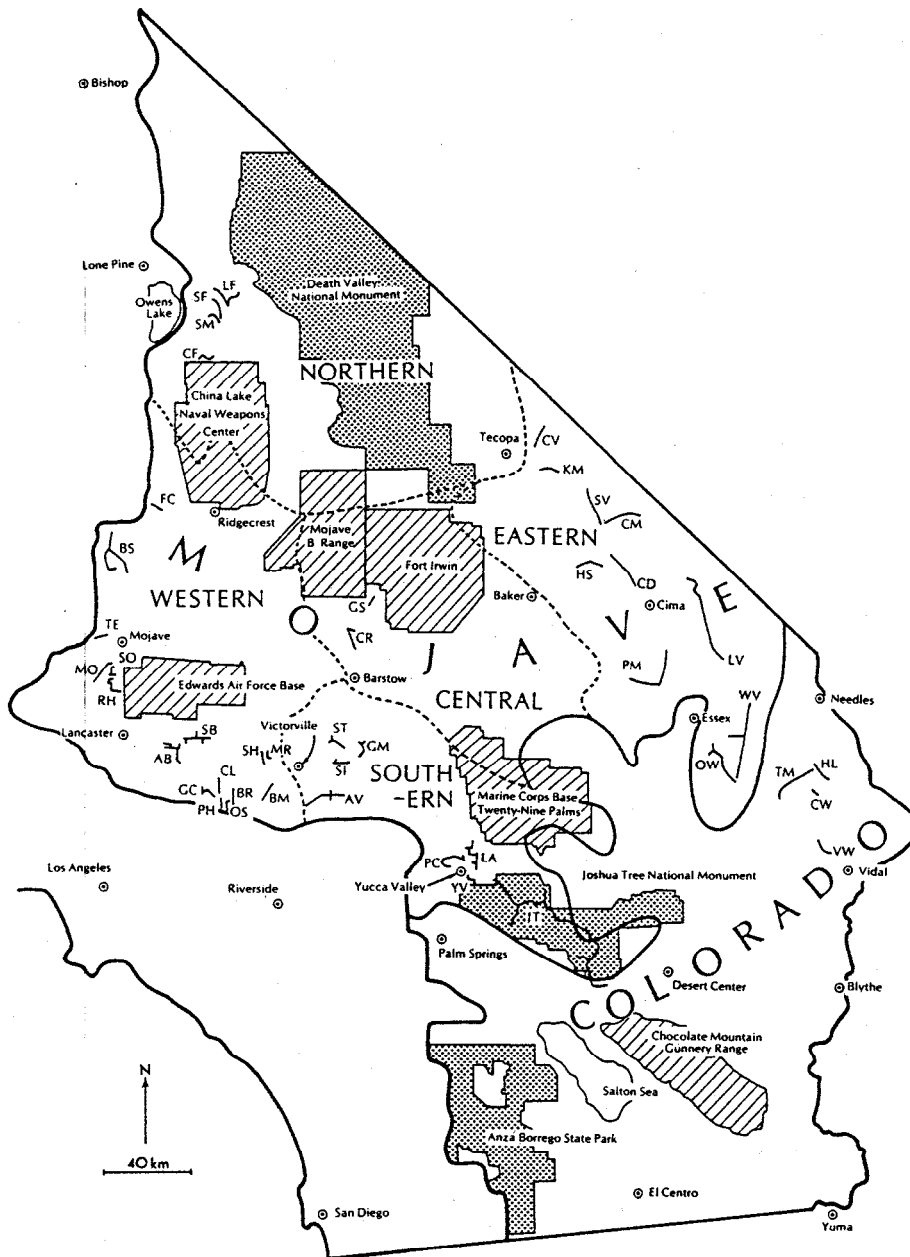 Bishop
Lone Pine
Owens
Lake
SF
LF
SM
CF
Death Valley
National Monument
NORTHERN
China Lake
Naval Weapons
Center
Tecopa
CV
KM
FC
Ridgecrest
SV
CM
BS
M
Mojave
B Range
EASTERN
Fort Irwin
HS
CD
WESTERN
GS
Baker
Cima
E
TE
Mojave
O
CR
V
SO
MO
RH
Edwards Air Force Base
Barstow
J
A
PM
LV
CENTRAL
WV
Needles
Lancaster
SB
AB
Victorville
ST
SH
MR
GM
SI
Essex
OW
SOUTH
-ERN
TM
HL
CL
GC
BR
PH
OS
BM
AV
Marine Corps Base
Twenty-Nine Palms
CW
VW
Los Angeles
Riverside
PC
LA
Yucca Valley
YV
JT
Joshua Tree National Monument
Vidal
Palm Springs
Desert Center
Blythe
COLORADO
Chocolate Mountain
Gunnery Range
Salton Sea
N
40 km
Anza Borrego State Park
San Diego
El Centro
Yuma